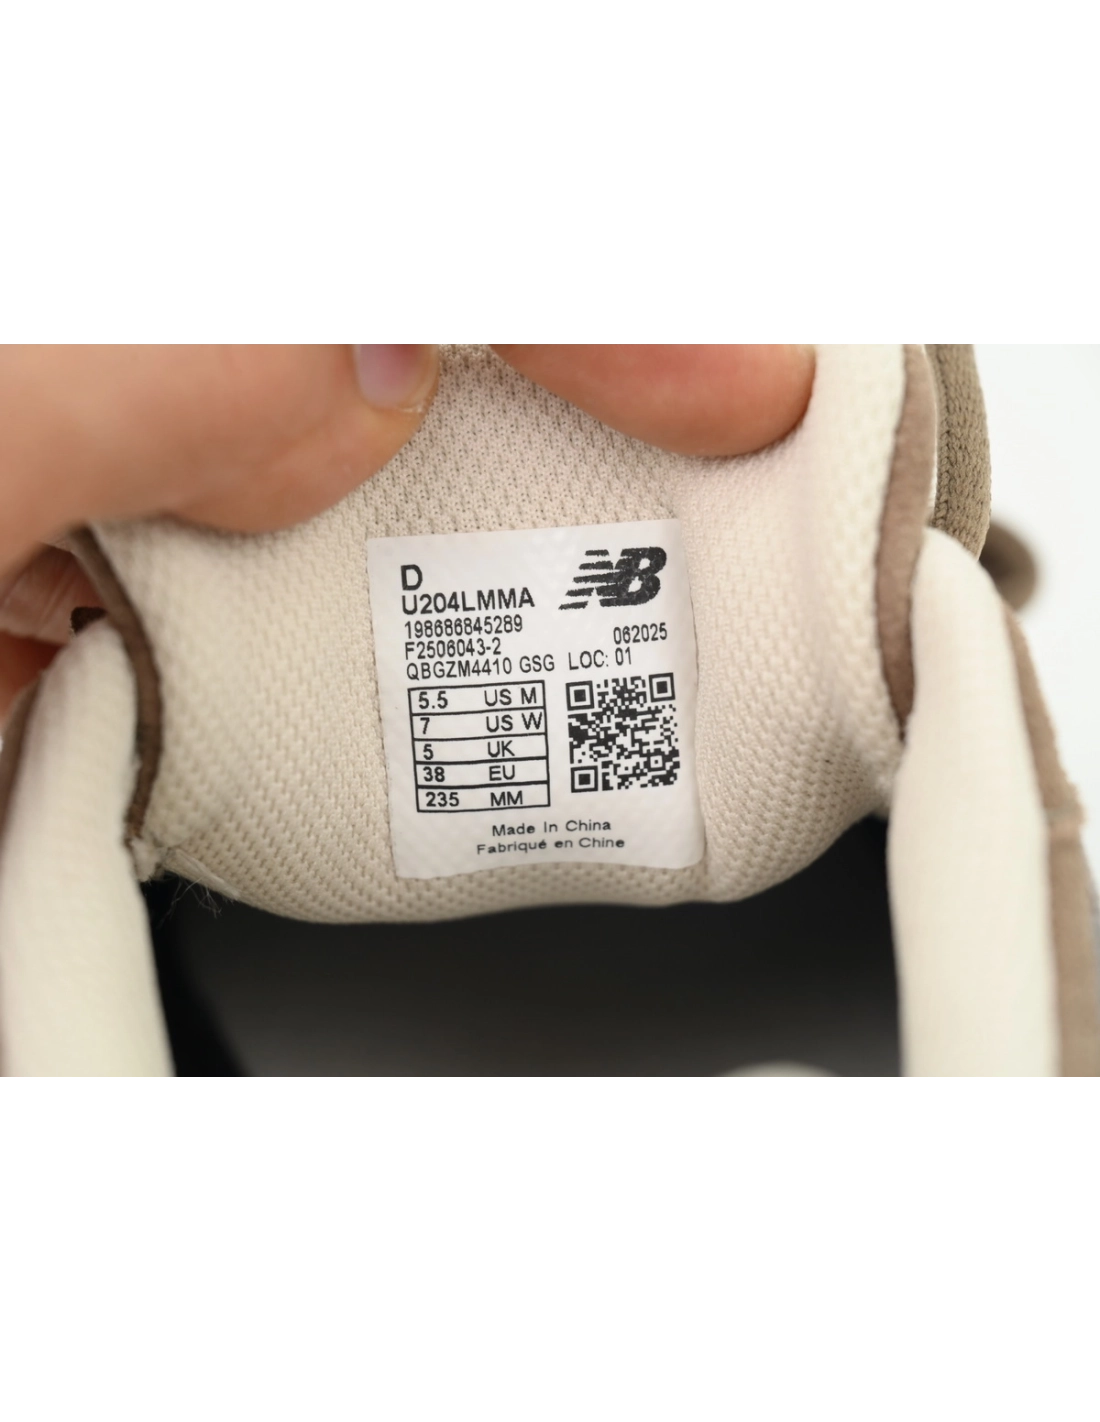 D
U204LMMA
NB
198686845289
062025
F2506043-2
QBGZM4410 GSG LOC: 01
5.5 US M
7 US W
5 UK
38 EU
235 MM
Made In China
Fabriqué en Chine